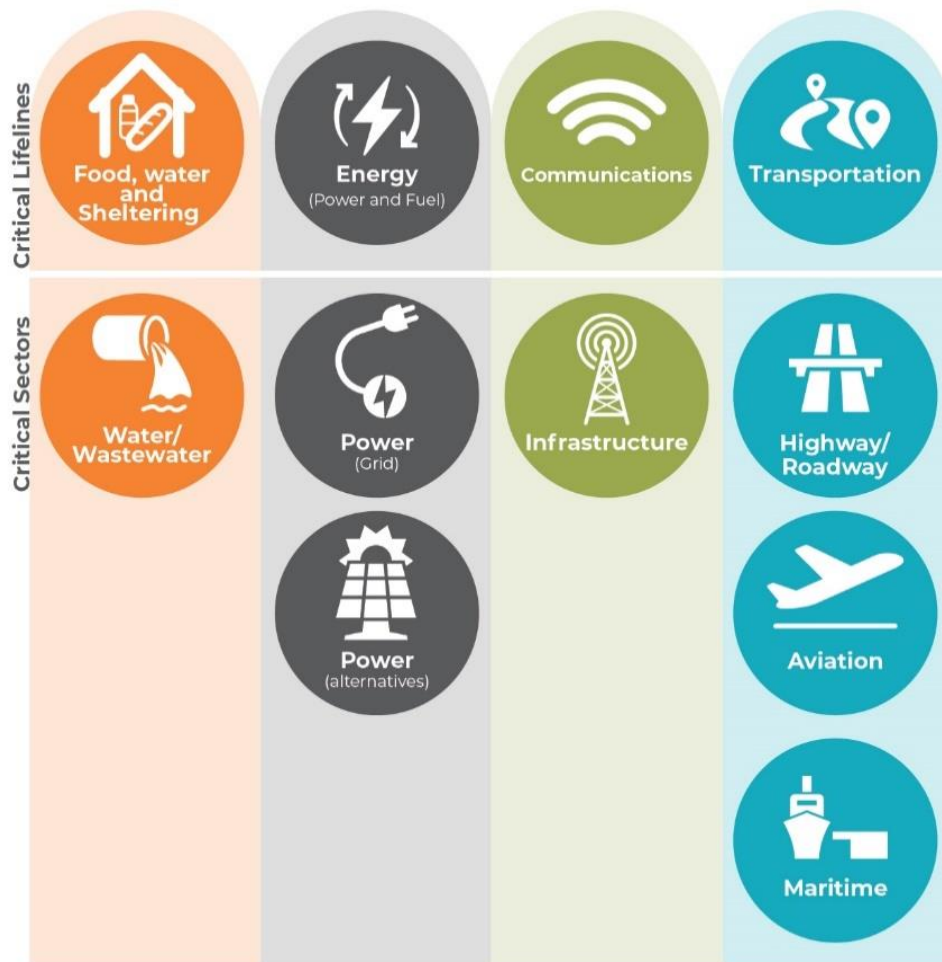 Critical Lifelines
Food, water
and
Sheltering
Energy
(Power and Fuel)
Communications
Transportation
Critical Sectors
Water/
Wastewater
Power
(Grid)
Infrastructure
Highway/
Roadway
Power
(alternatives)
Aviation
Maritime